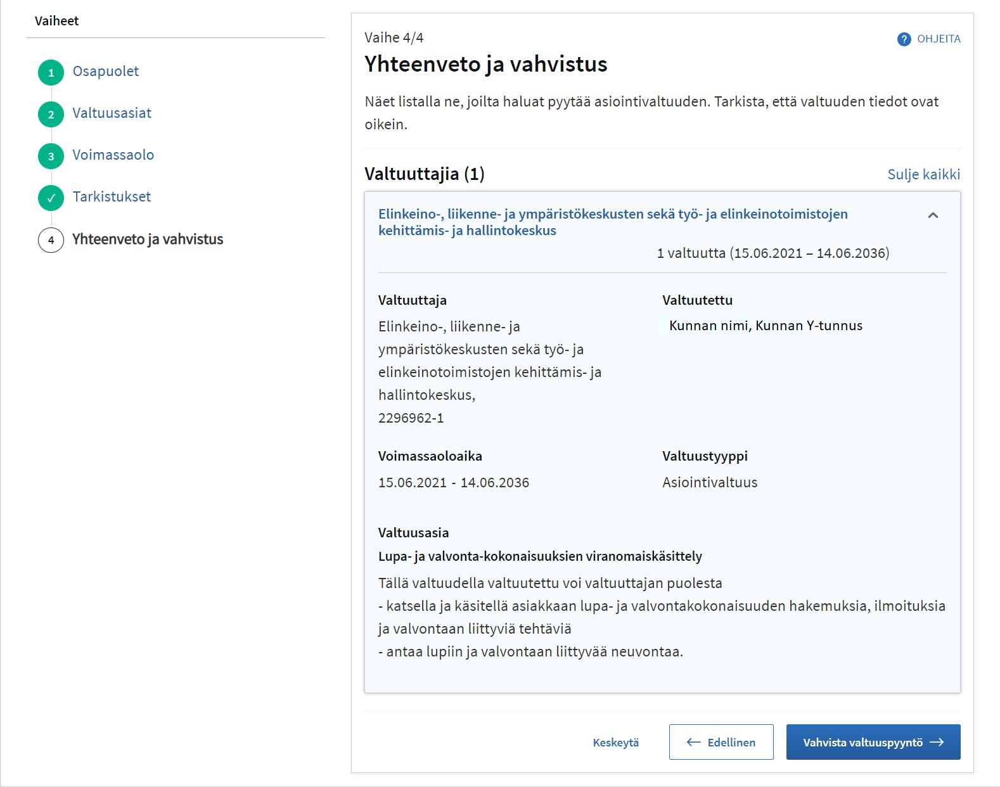 Vaiheet
1 Osapuolet
2 Valtuusasiat
3 Voimassaolo
✓ Tarkistukset
4 Yhteenveto ja vahvistus
Vaihe 4/4
? OHJEITA
Yhteenveto ja vahvistus
Näet listalla ne, joilta haluat pyytää asiointivaltuuden. Tarkista, että valtuuden tiedot ovat
oikein.
Valtuuttajia (1)
Sulje kaikki
Elinkeino-, liikenne- ja ympäristökeskusten sekä työ- ja elinkeinotoimistojen
kehittämis- ja hallintokeskus
1 valtuutta (15.06.2021 – 14.06.2036)
Valtuuttaja
Elinkeino-, liikenne- ja
ympäristökeskusten sekä työ- ja
elinkeinotoimistojen kehittämis- ja
hallintokeskus,
2296962-1
Valtuutettu
Kunnan nimi, Kunnan Y-tunnus
Voimassaoloaika
15.06.2021 - 14.06.2036
Valtuustyyppi
Asiointivaltuus
Valtuusasia
Lupa- ja valvonta-kokonaisuuksien viranomaiskäsittely
Tällä valtuudella valtuutettu voi valtuuttajan puolesta
- katsella ja käsitellä asiakkaan lupa- ja valvontakokonaisuuden hakemuksia, ilmoituksia
ja valvontaan liittyviä tehtäviä
- antaa lupiin ja valvontaan liittyvää neuvontaa.
Keskeytä
← Edellinen
Vahvista valtuuspyyntö →